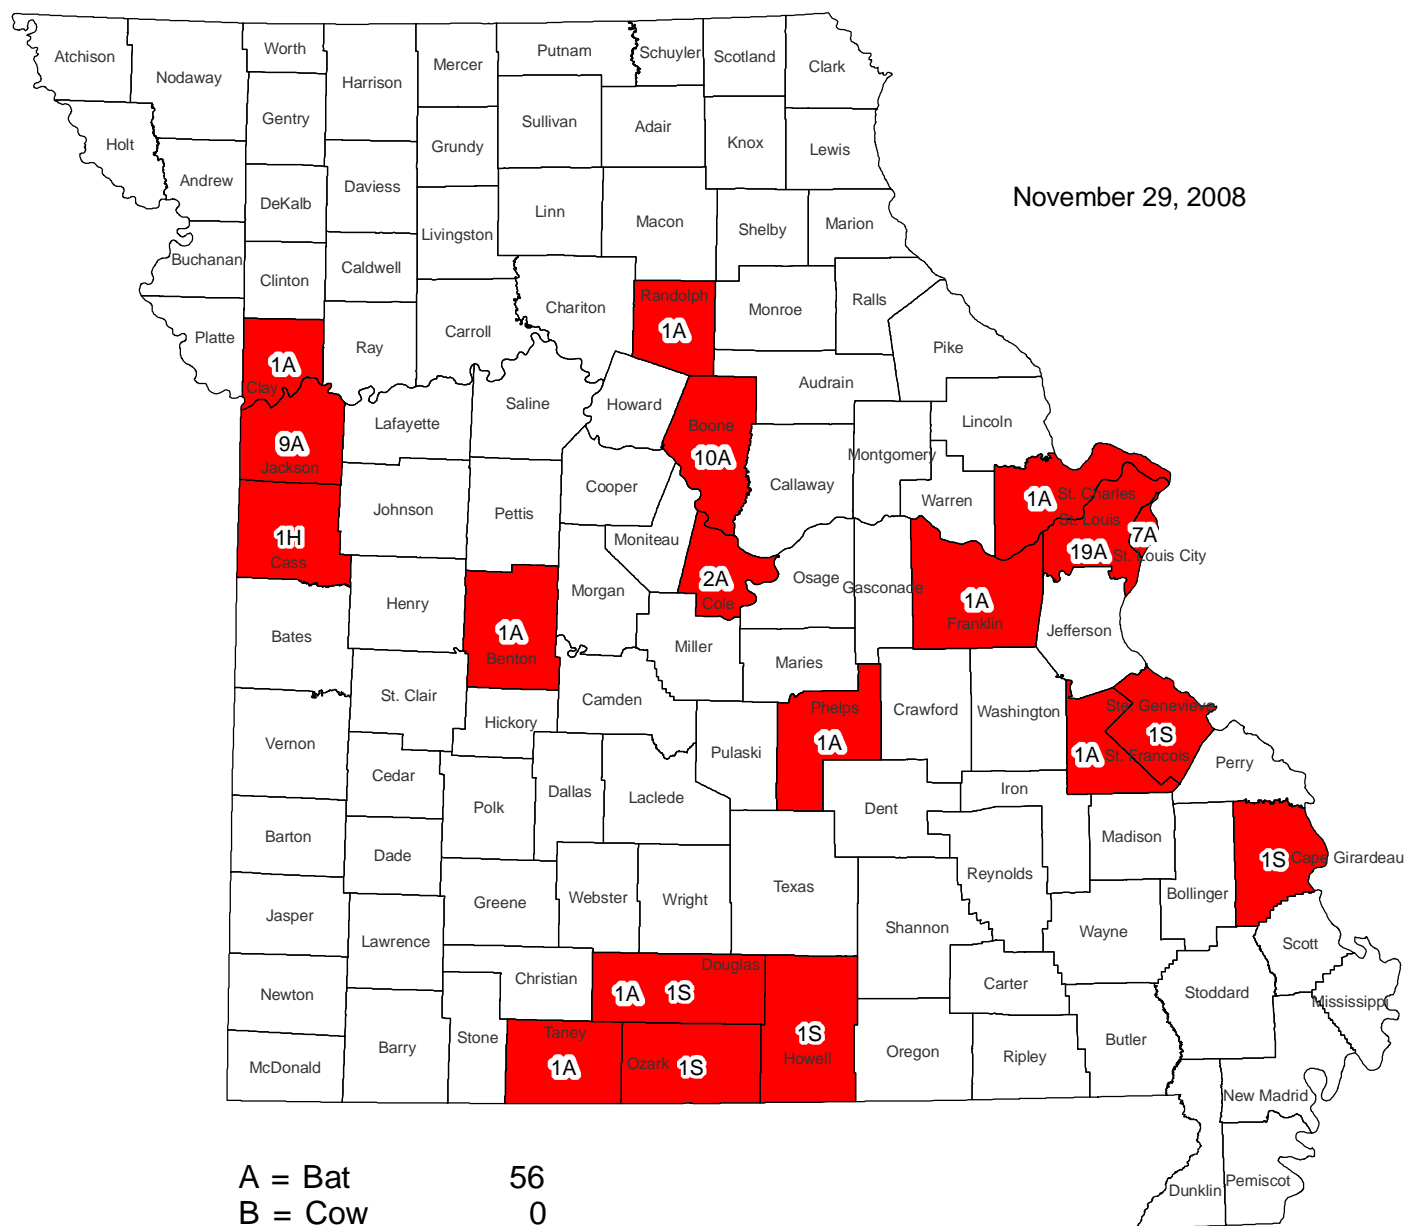 Atchison
Nodaway
Worth
Harrison
Mercer
Putnam
Schuyler
Scotland
Clark
Gentry
Sullivan
Adair
Knox
Lewis
Holt
Grundy
Andrew
DeKalb
Daviess
Linn
Macon
Shelby
Marion
November 29, 2008
Livingston
Buchanan
Clinton
Caldwell
Chariton
Randolph
1A
Monroe
Ralls
Platte
Ray
Carroll
Pike
1A
Clay
Audrain
Saline
Howard
Lafayette
Boone
10A
Lincoln
9A
Jackson
Montgomery
Cooper
Callaway
Warren
1A
St. Charles
St. Louis
Johnson
Pettis
1H
Cass
Moniteau
7A
19A
St. Louis City
2A
Cole
Osage
Gasconade
Henry
Morgan
1A
Franklin
Jefferson
Bates
1A
Benton
Miller
Maries
St. Clair
Camden
Hickory
Phelps
1A
Crawford
Washington
Ste. Genevieve
1S
1A
St. Francois
Vernon
Pulaski
Perry
Cedar
Polk
Dallas
Laclede
Dent
Iron
Barton
Dade
Madison
1S
Cape Girardeau
Reynolds
Texas
Bollinger
Jasper
Greene
Webster
Wright
Shannon
Wayne
Lawrence
Scott
Christian
Douglas
1A
1S
Carter
Stoddard
Mississippi
Newton
Taney
1A
Ozark
1S
1S
Howell
Stone
Barry
Oregon
Ripley
Butler
McDonald
New Madrid
A = Bat 56
Dunklin
Pemiscot
B = Cow 0